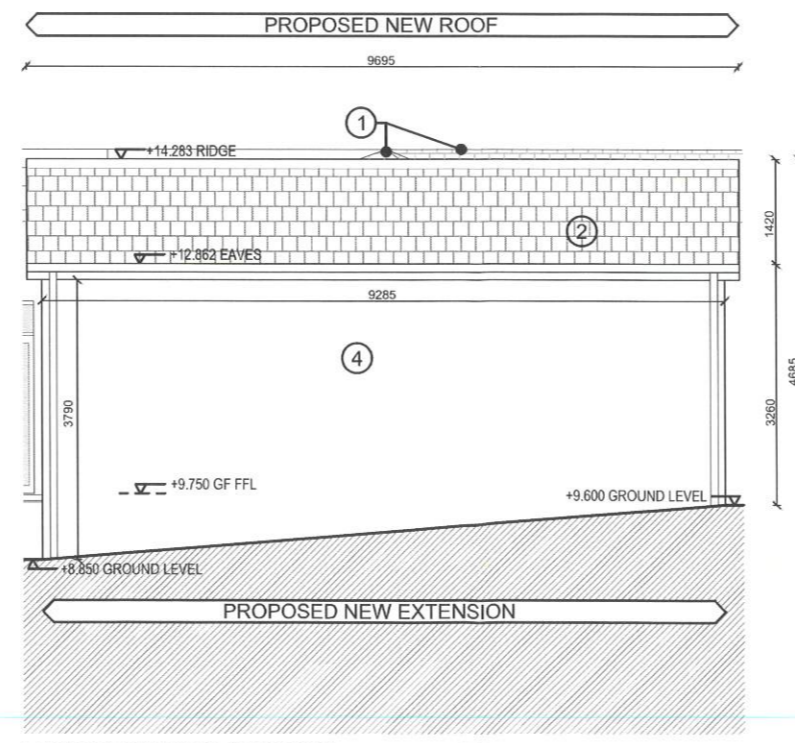 PROPOSED NEW ROOF
9695
1
+14.283 RIDGE
2
1420
+12.862 EAVES
9285
4
4685
3790
3260
+9.750 GF FFL
+9.600 GROUND LEVEL
+8.850 GROUND LEVEL
PROPOSED NEW EXTENSION